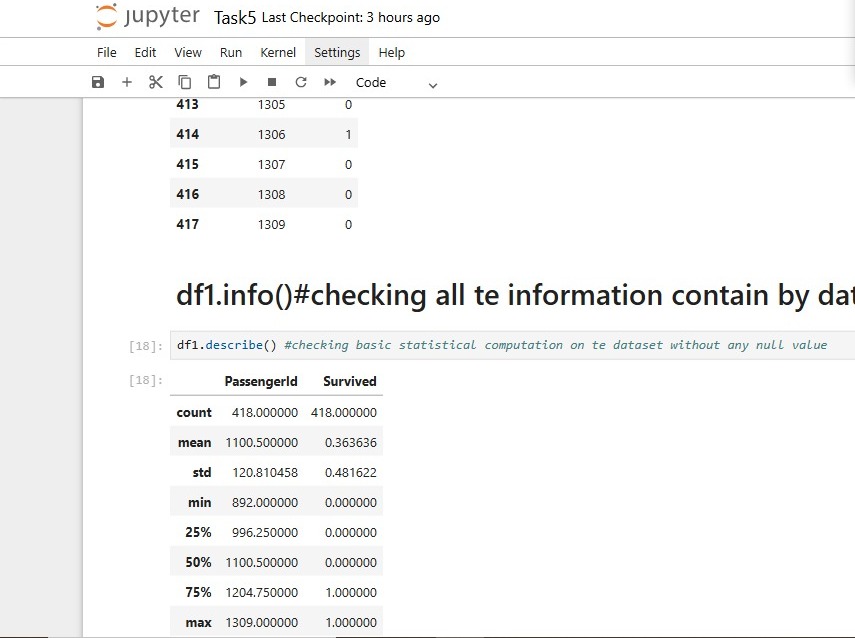 jupyter Task5 Last Checkpoint: 3 hours ago
File Edit View Run Kernel Settings Help
Code
413 1305 0
414 1306 1
415 1307 0
416 1308 0
417 1309 0
df1.info()#checking all te information contain by dat
[18]: df1.describe() #checking basic statistical computation on te dataset without any null value
[18]: PassengerId Survived
count 418.000000 418.000000
mean 1100.500000 0.363636
std 120.810458 0.481622
min 892.000000 0.000000
25% 996.250000 0.000000
50% 1100.500000 0.000000
75% 1204.750000 1.000000
max 1309.000000 1.000000